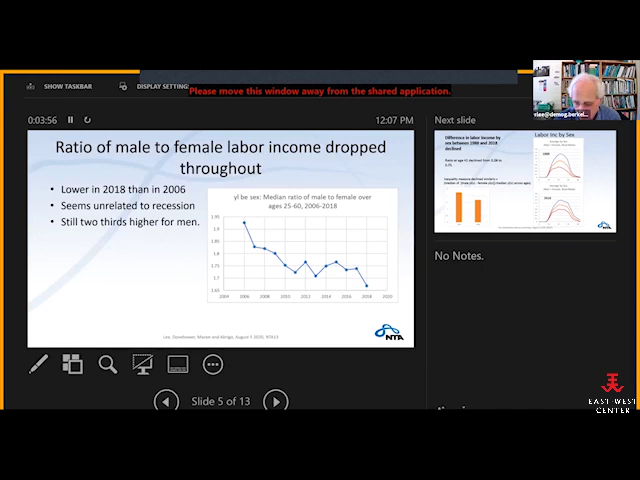 SHOW TASKBAR
DISPLAY SETTING
Please move this window away from the shared application.
0:03:56
12:07 PM
Next slide
Ratio of male to female labor income dropped
throughout
• Lower in 2018 than in 2006
• Seems unrelated to recession
• Still two thirds higher for men.
yl be sex: Median ratio of male to female over
ages 25-60, 2006-2018
1.95
1.9
1.85
1.8
1.75
1.7
1.65
2004 2006 2008 2010 2012 2014 2016 2018 2020
NTA
Difference in labor income by
sex between 1988 and 2018
declined
Labor Inc by Sex
NTA
No Notes.
Slide 5 of 13
EAST-WEST
CENTER